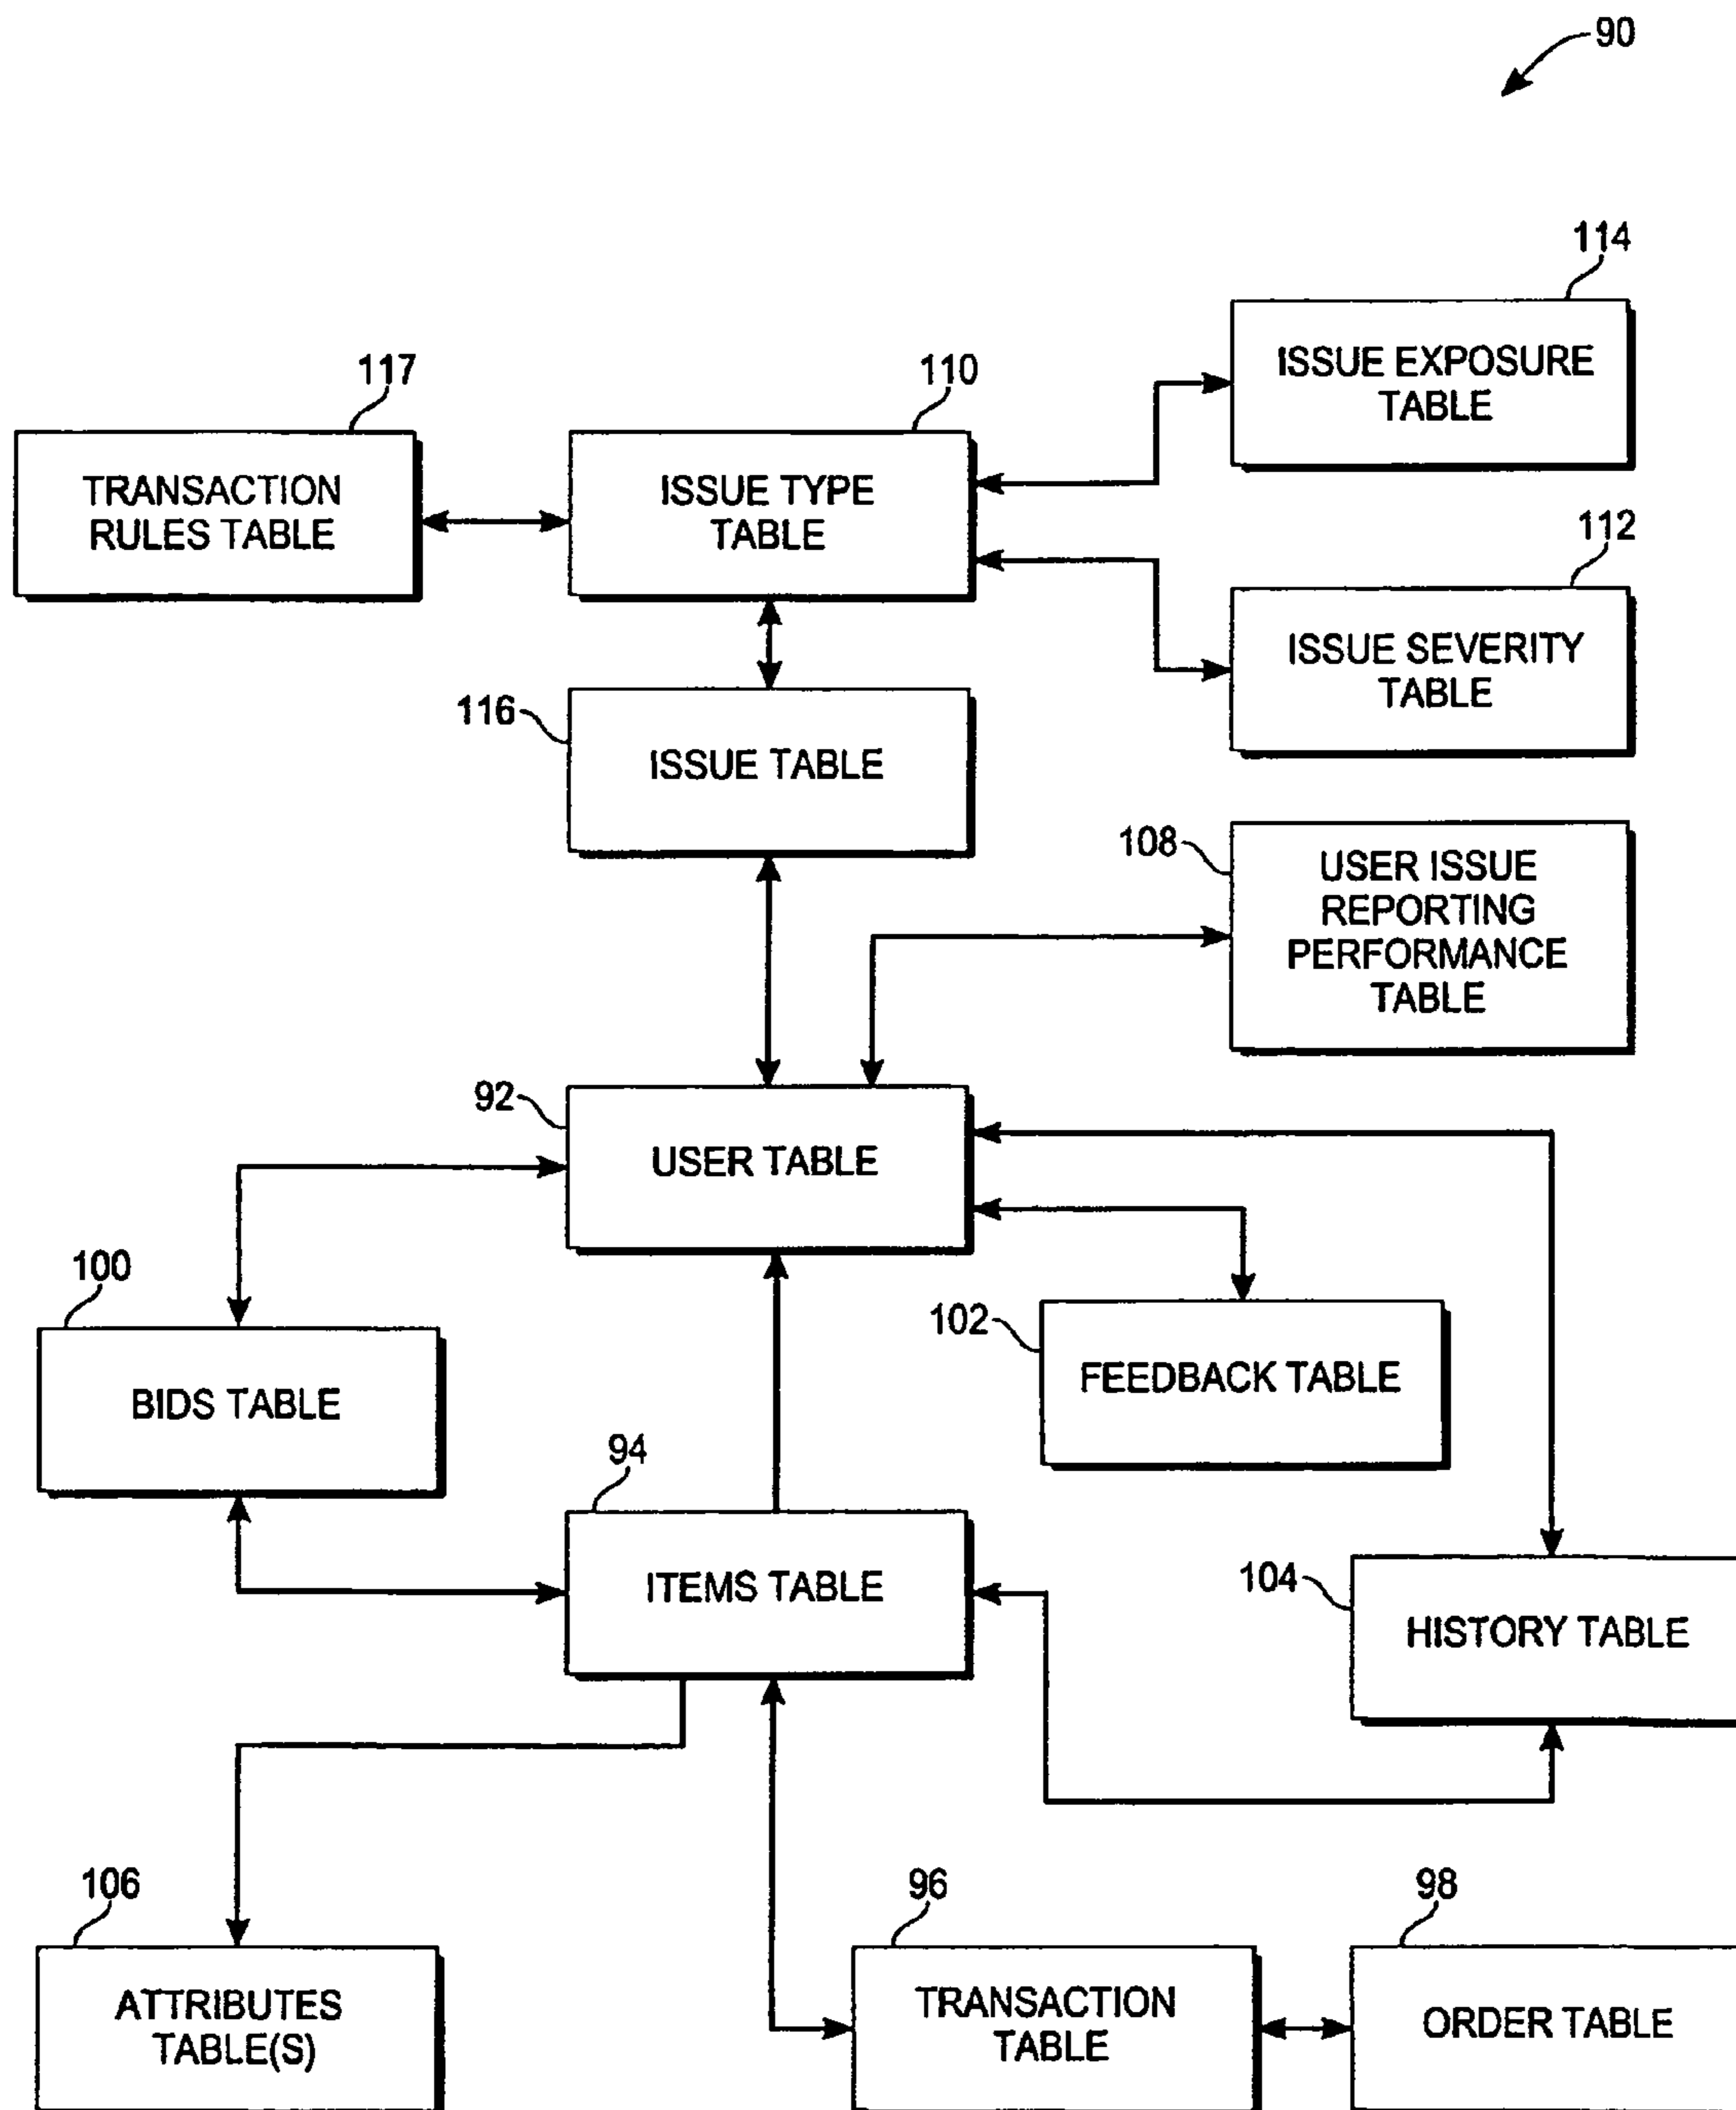 90
114
ISSUE EXPOSURE
TABLE
117
TRANSACTION
RULES TABLE
110
ISSUE TYPE
TABLE
112
ISSUE SEVERITY
TABLE
116
ISSUE TABLE
108
USER ISSUE
REPORTING
PERFORMANCE
TABLE
92
USER TABLE
100
BIDS TABLE
102
FEEDBACK TABLE
94
ITEMS TABLE
104
HISTORY TABLE
106
ATTRIBUTES
TABLE(S)
96
TRANSACTION
TABLE
98
ORDER TABLE